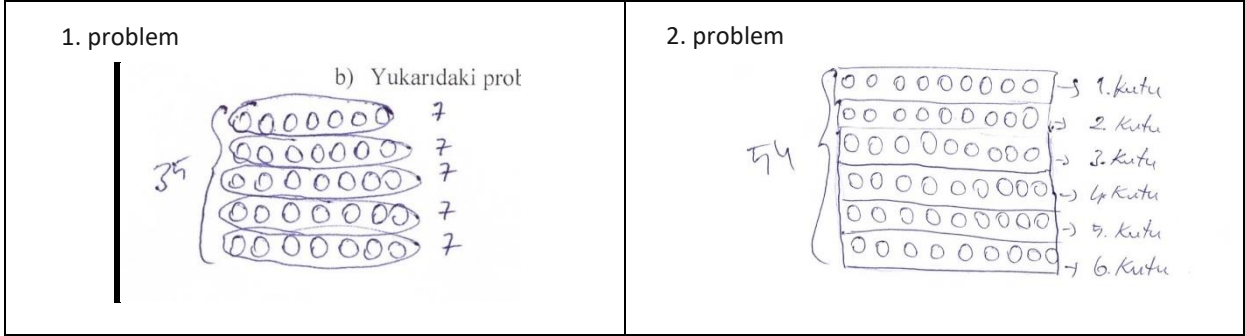 1. problem
b) Yukarıdaki prob
7
7
35
7
7
7
2. problem
1. kutu
2. kutu
54
3. kutu
4. kutu
5. kutu
6. kutu